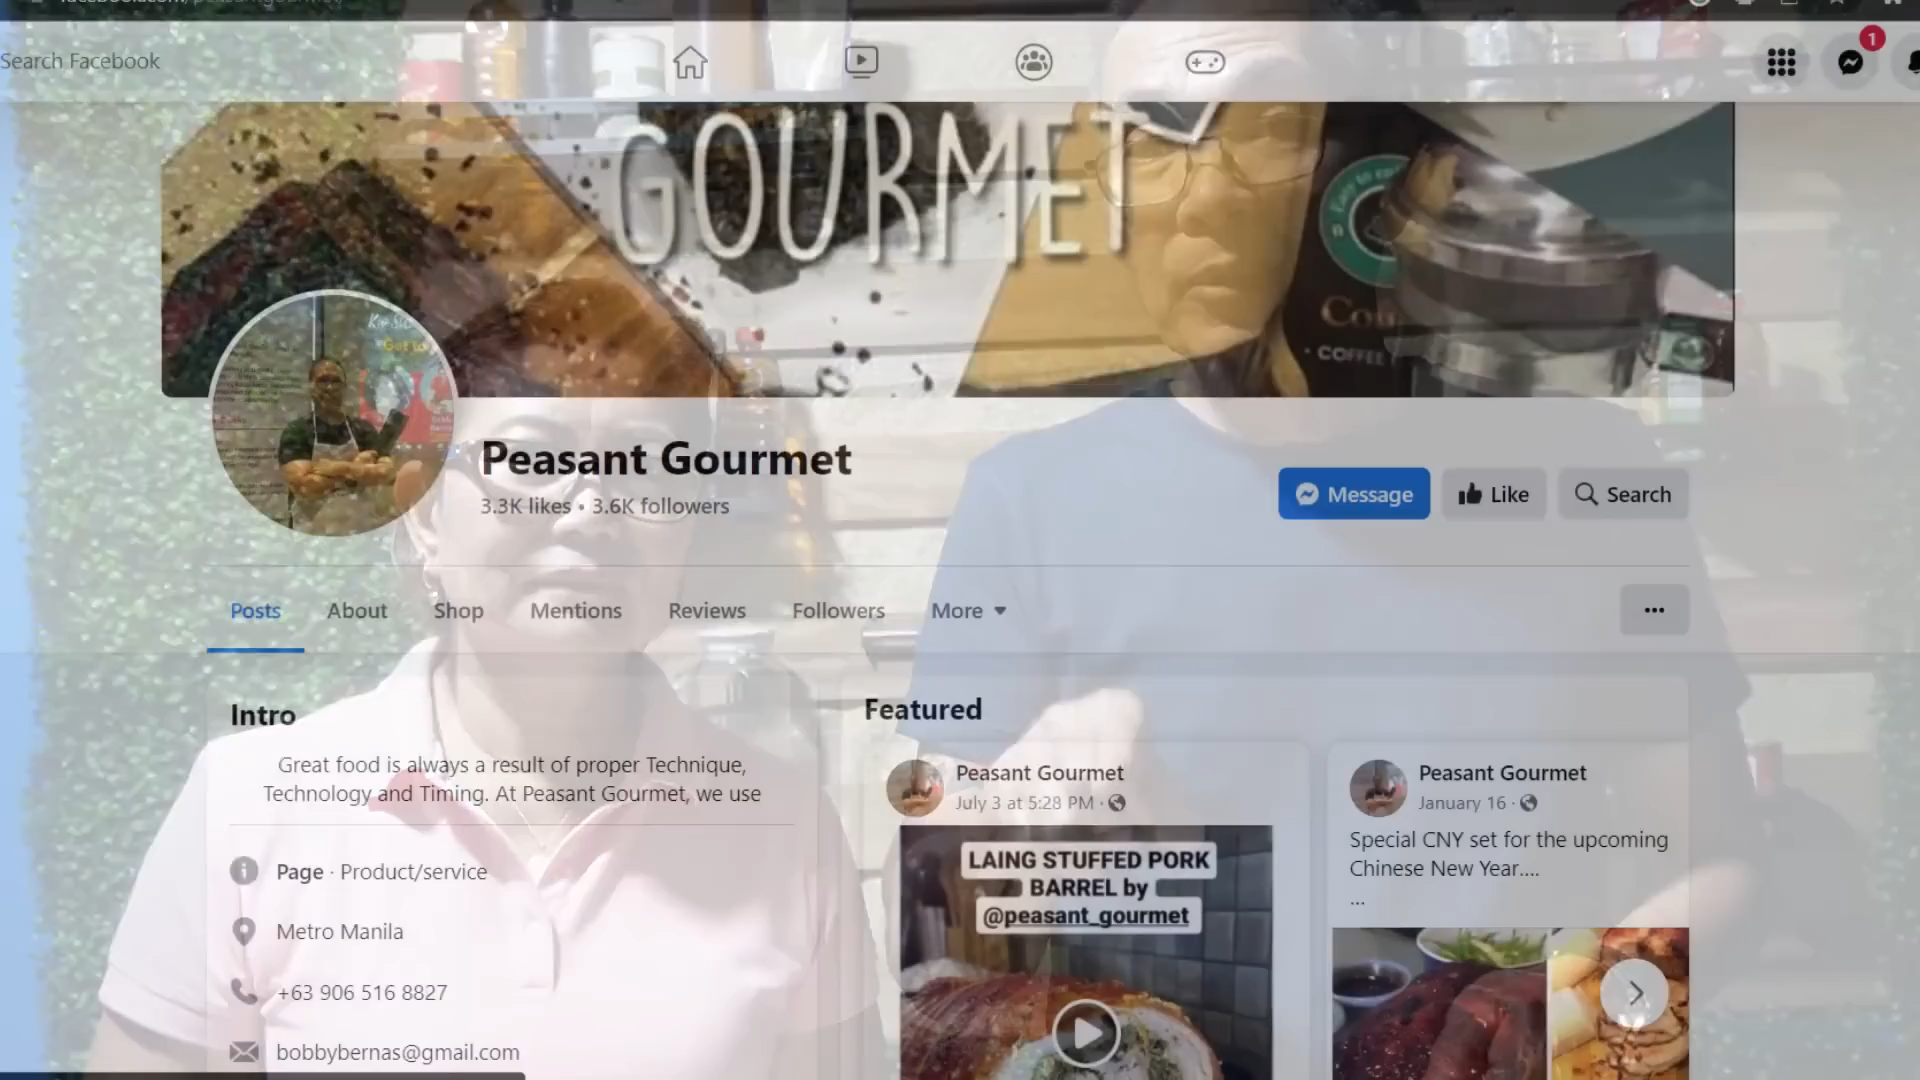 Search Facebook
1
GOURMET
COFFEE
Peasant Gourmet
3.3K likes • 3.6K followers
Message
Like
Search
Posts
About
Shop
Mentions
Reviews
Followers
More
Intro
Great food is always a result of proper Technique,
Technology and Timing. At Peasant Gourmet, we use
Page · Product/service
Metro Manila
+63 906 516 8827
bobbybernas@gmail.com
Featured
Peasant Gourmet
July 3 at 5:28 PM ·
LAING STUFFED PORK
BARREL by
@peasant_gourmet
Peasant Gourmet
January 16 ·
Special CNY set for the upcoming
Chinese New Year....
...